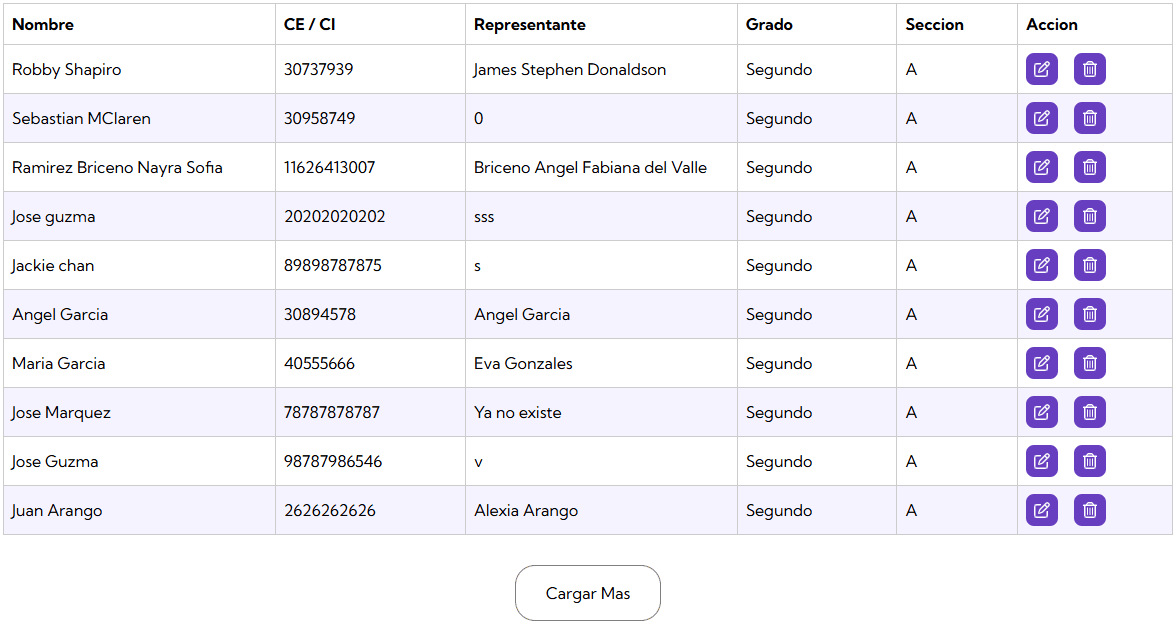 Nombre CE / CI Representante Grado Seccion Accion
Robby Shapiro 30737939 James Stephen Donaldson Segundo A
Sebastian MClaren 30958749 0 Segundo A
Ramirez Briceno Nayra Sofia 11626413007 Briceno Angel Fabiana del Valle Segundo A
Jose guzma 20202020202 sss Segundo A
Jackie chan 89898787875 s Segundo A
Angel Garcia 30894578 Angel Garcia Segundo A
Maria Garcia 40555666 Eva Gonzales Segundo A
Jose Marquez 78787878787 Ya no existe Segundo A
Jose Guzma 98787986546 v Segundo A
Juan Arango 2626262626 Alexia Arango Segundo A
Cargar Mas